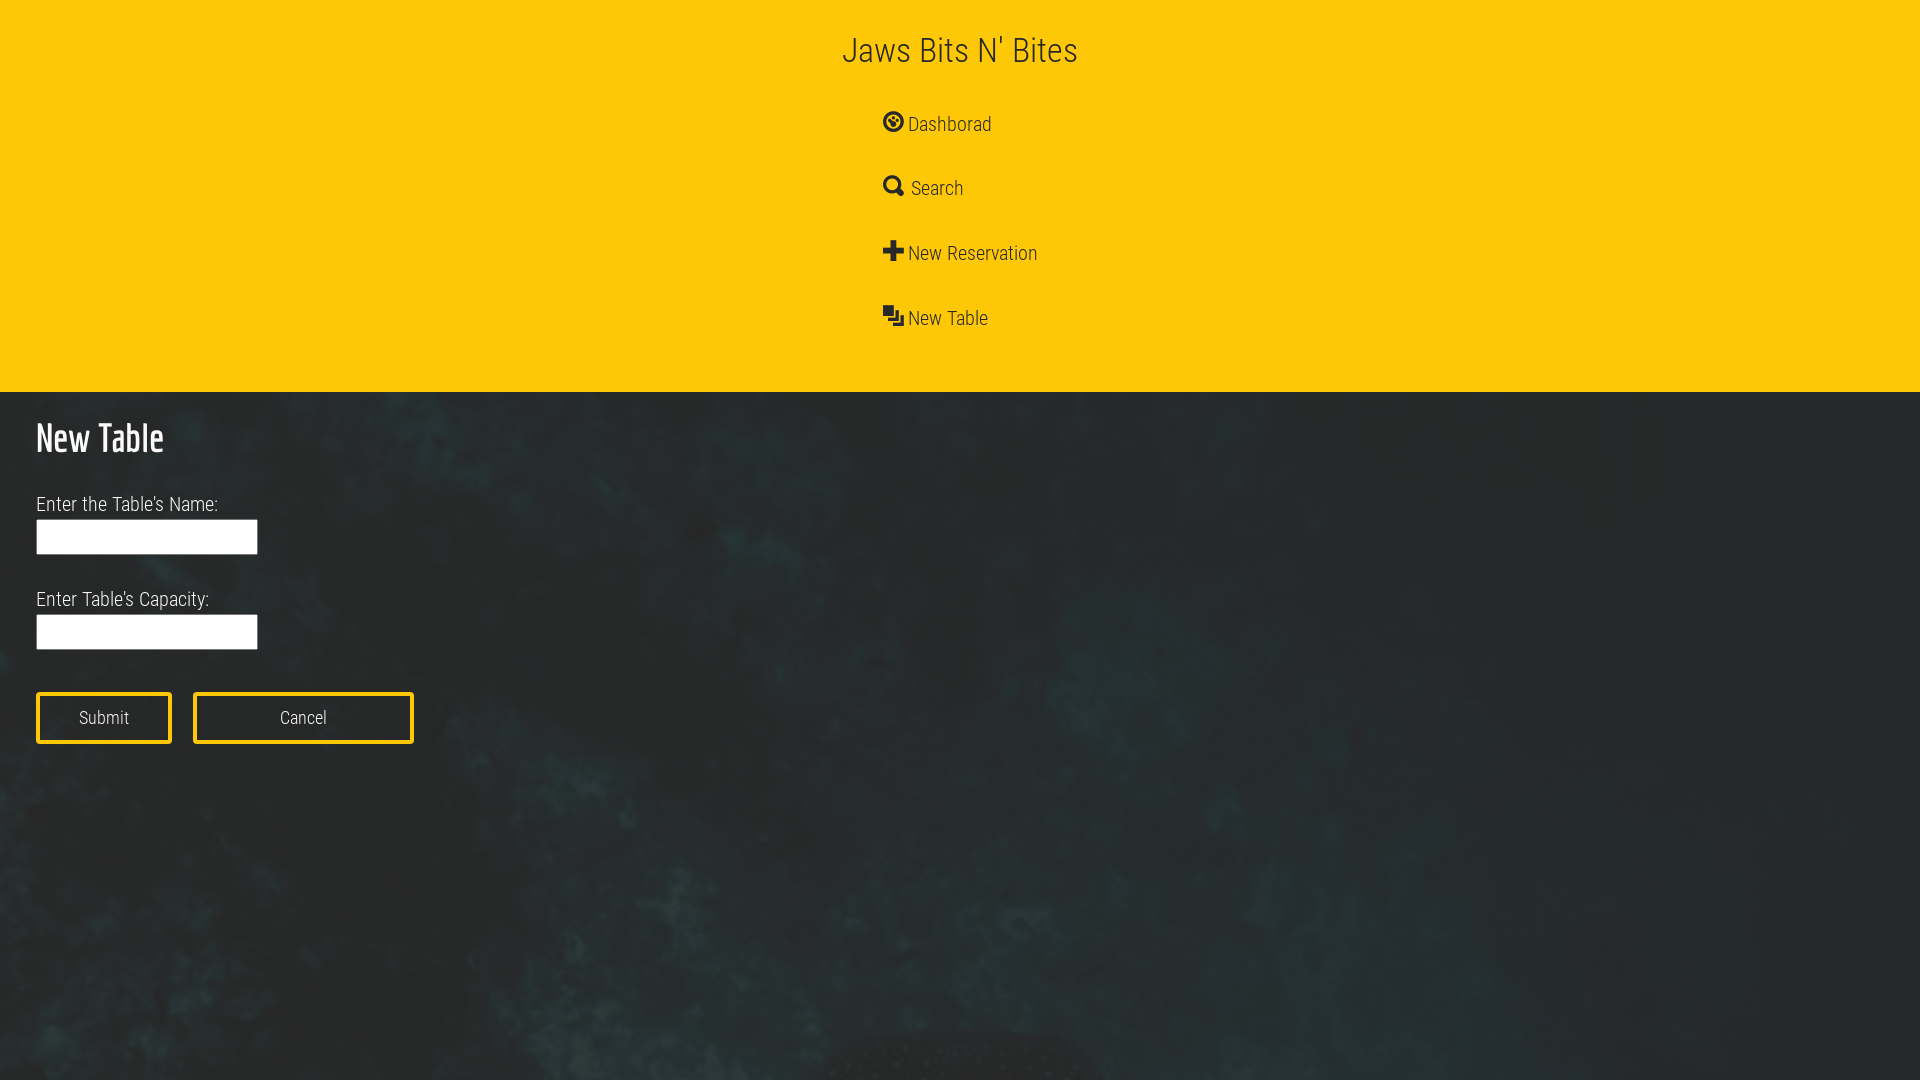 Jaws Bits N' Bites
Dashborad
Search
New Reservation
New Table
New Table
Enter the Table's Name:
Enter Table's Capacity:
Submit
Cancel